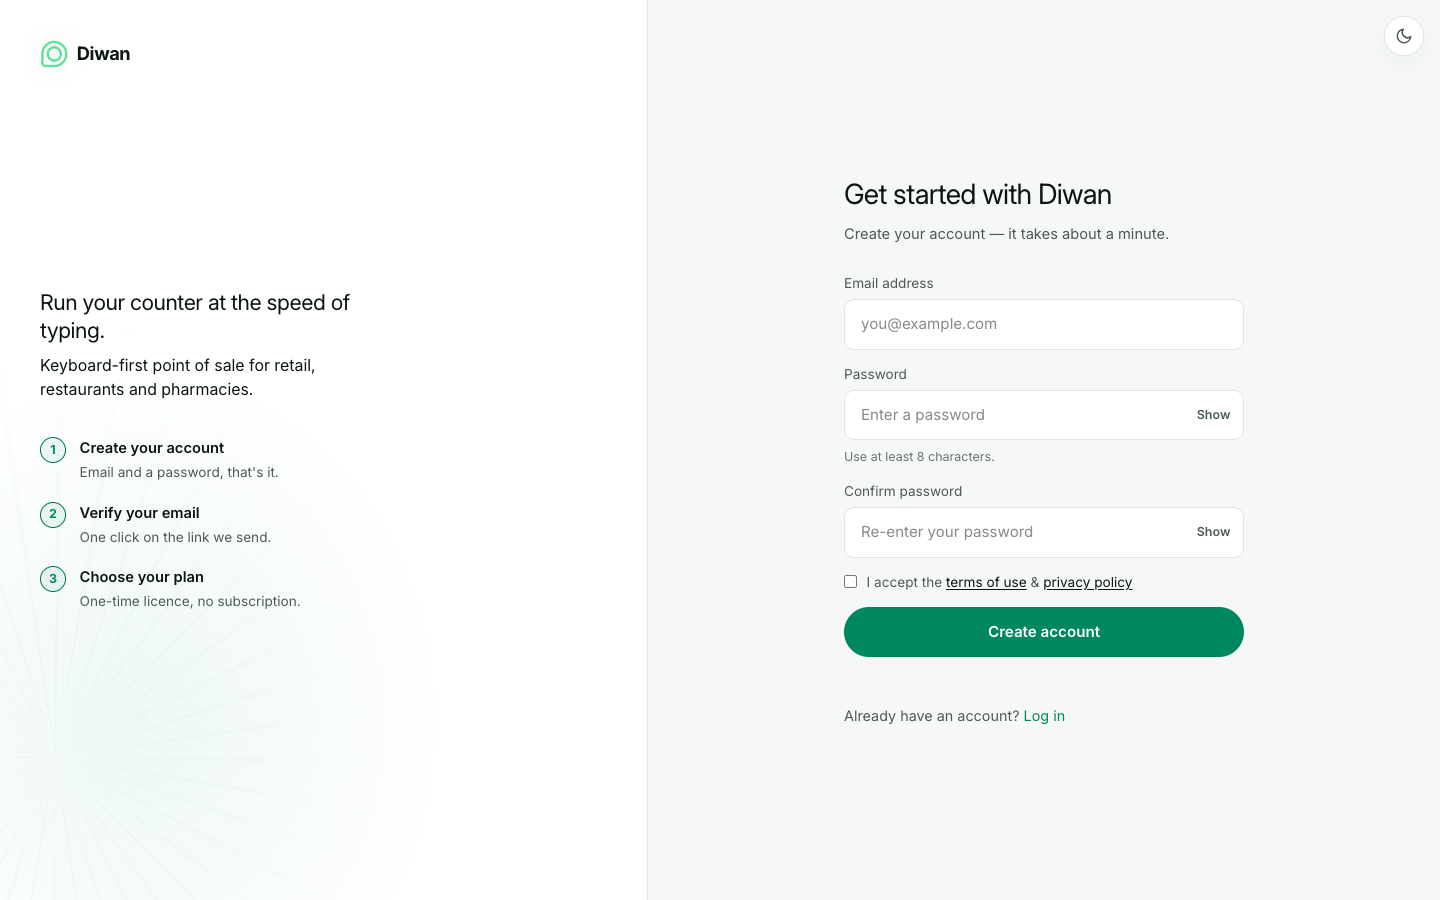 Diwan
Run your counter at the speed of
typing.
Keyboard-first point of sale for retail,
restaurants and pharmacies.
1
Create your account
Email and a password, that's it.
2
Verify your email
One click on the link we send.
3
Choose your plan
One-time licence, no subscription.
Get started with Diwan
Create your account — it takes about a minute.
Email address
you@example.com
Password
Enter a password
Show
Use at least 8 characters.
Confirm password
Re-enter your password
Show
I accept the terms of use & privacy policy
Create account
Already have an account? Log in